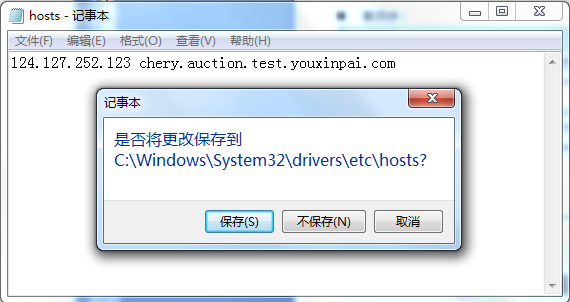 hosts - 记事本
文件(F) 编辑(E) 格式(O) 查看(V) 帮助(H)
124.127.252.123 chery.auction.test.youxinpai.com
记事本
是否将更改保存到
C:\Windows\System32\drivers\etc\hosts?
保存(S) 不保存(N) 取消